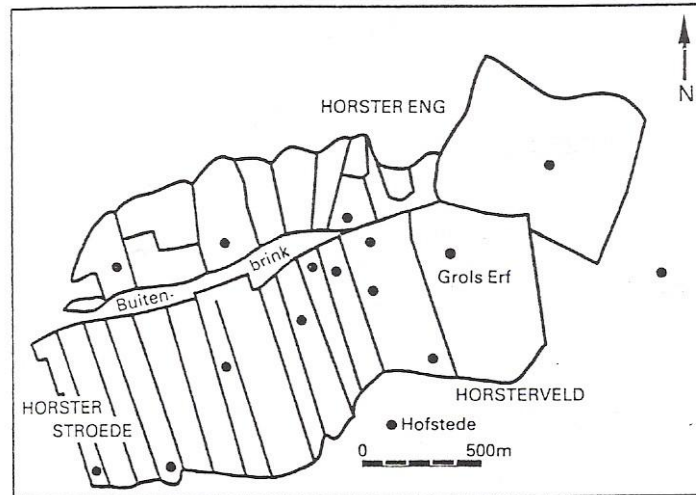 N
HORSTER ENG
Buiten-
brink
Grols Erf
HORSTER
STROEDE
HORSTERVELD
Hofstede
0 500m